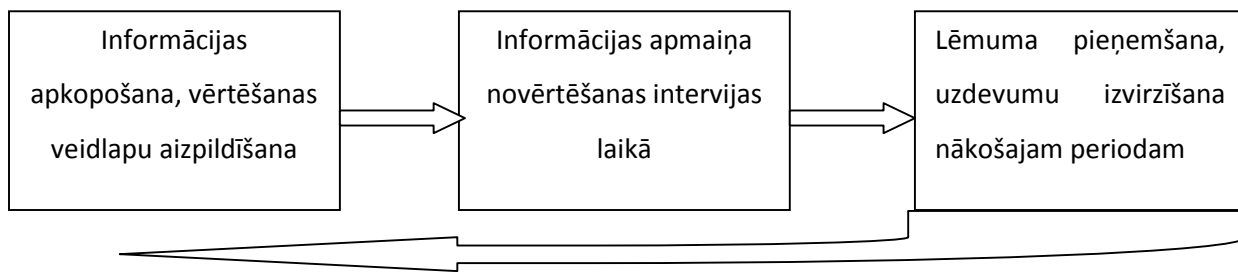 Informācijas
apkopošana, vērtēšanas
veidlapu aizpildīšana
Informācijas apmaiņa
novērtēšanas intervijas
laikā
Lēmuma pieņemšana,
uzdevumu izvirzīšana
nākošajam periodam